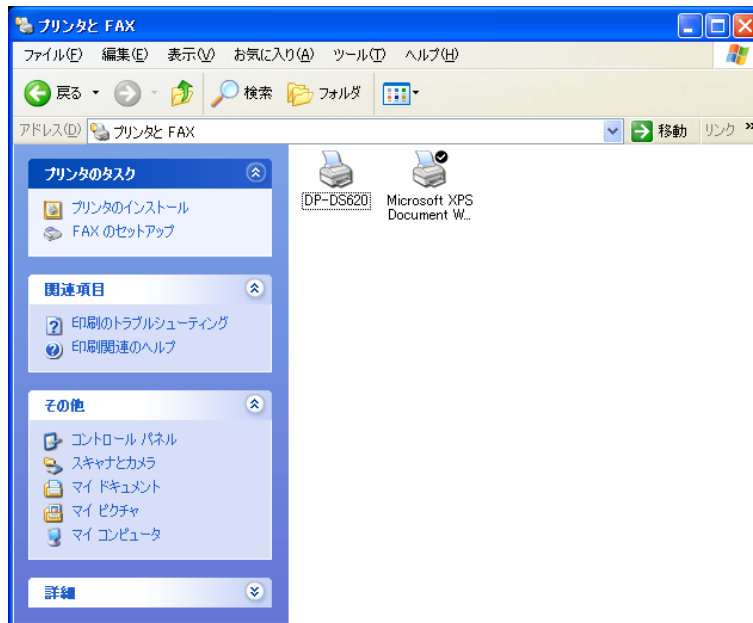 プリンタと FAX
ファイル(F) 編集(E) 表示(V) お気に入り(A) ツール(T) ヘルプ(H)
戻る 検索 フォルダ
アドレス(D) プリンタと FAX 移動 リンク »
プリンタのタスク
プリンタのインストール
FAX のセットアップ
関連項目
印刷のトラブルシューティング
印刷関連のヘルプ
その他
コントロール パネル
スキャナとカメラ
マイ ドキュメント
マイ ピクチャ
マイ コンピュータ
詳細
DP-DS620
Microsoft XPS
Document W...